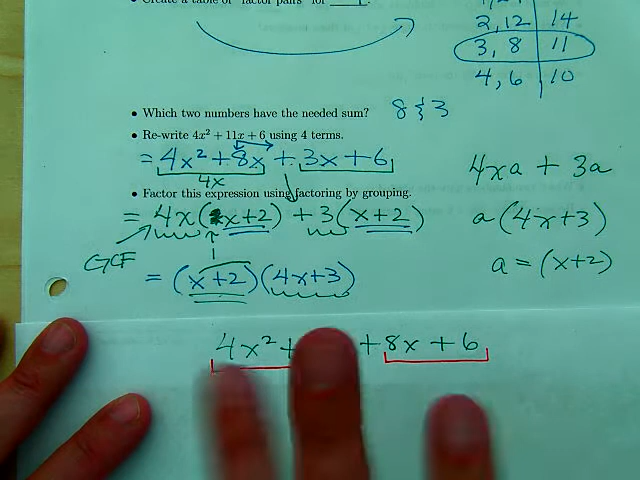 • Create a table of "factor pairs" for
2, 12 | 14
3, 8 | 11
4, 6 | 10
• Which two numbers have the needed sum? 8 & 3
• Re-write 4x² + 11x + 6 using 4 terms.
= 4x² + 8x + 3x + 6
4x
4xa + 3a
• Factor this expression using factoring by grouping.
= 4x(x+2) + 3(x+2)
a(4x+3)
GCF
= (x+2)(4x+3)
a = (x+2)
4x² + + 8x + 6